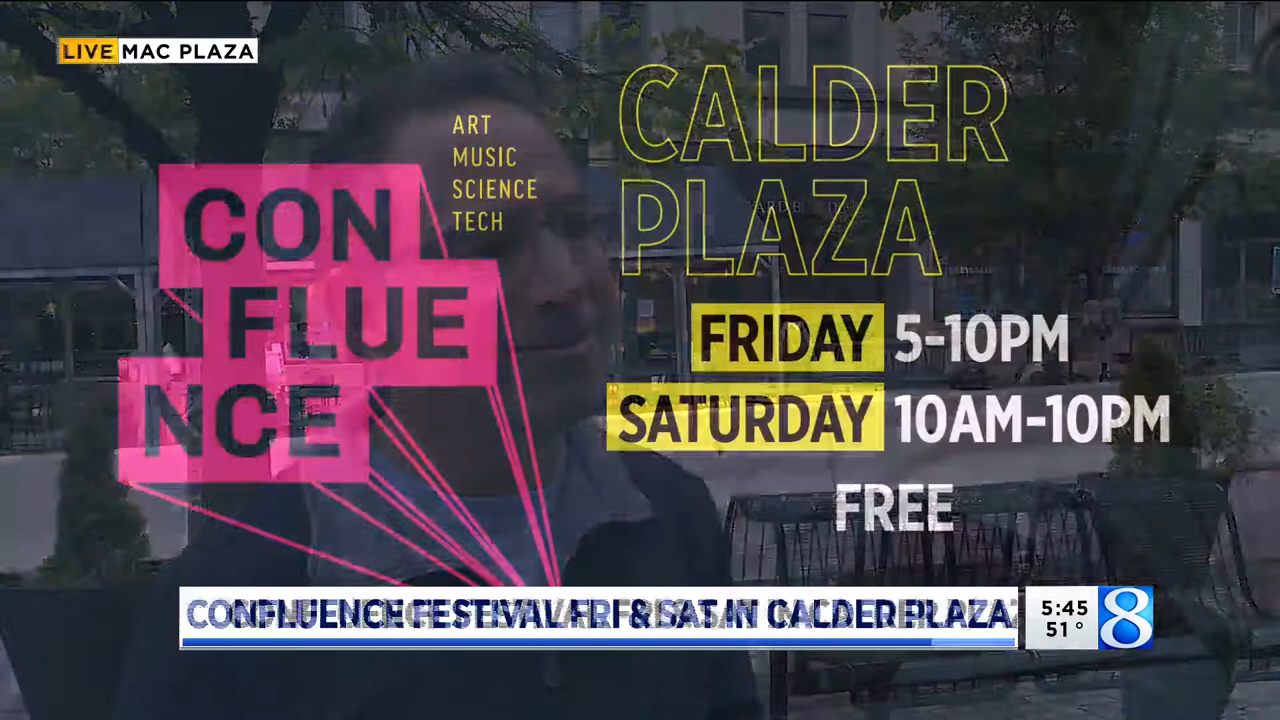 LIVE MAC PLAZA
CALDER
PLAZA
ART
MUSIC
SCIENCE
TECH
CON
FLUE
NCE
FRIDAY 5-10PM
SATURDAY 10AM-10PM
FREE
CONFLUENCE FESTIVAL FRI & SAT IN CALDER PLAZA
5:45
51°
8